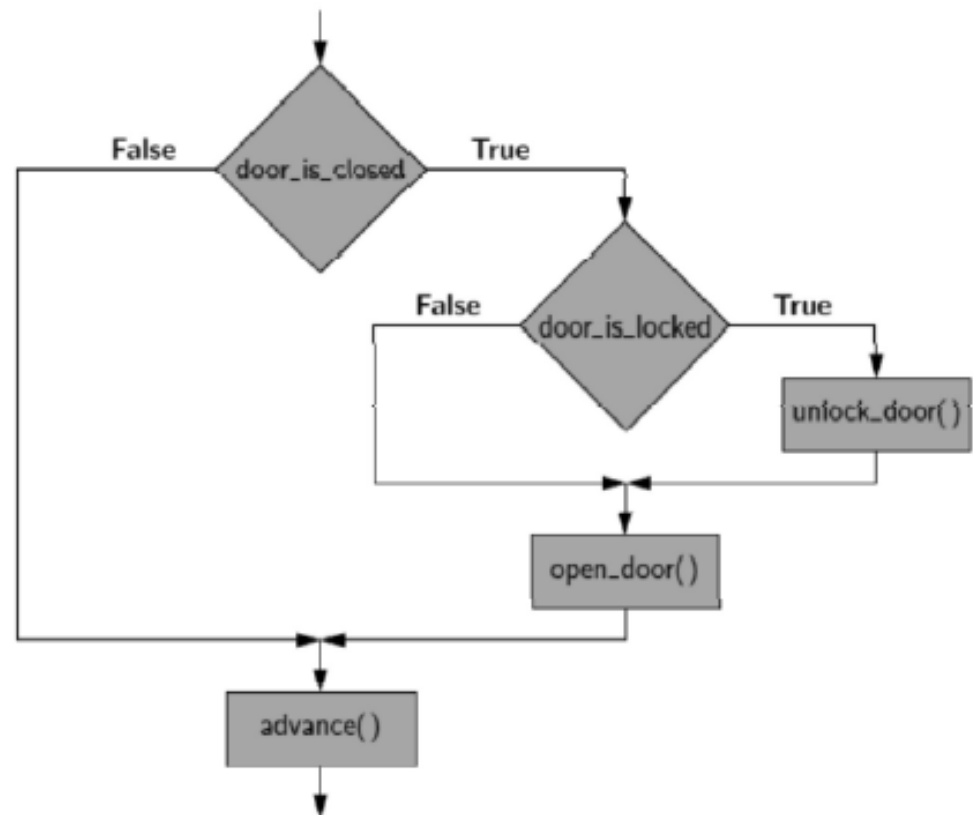 False
True
door_is_closed
False
True
door_is_locked
unlock_door()
open_door()
advance()